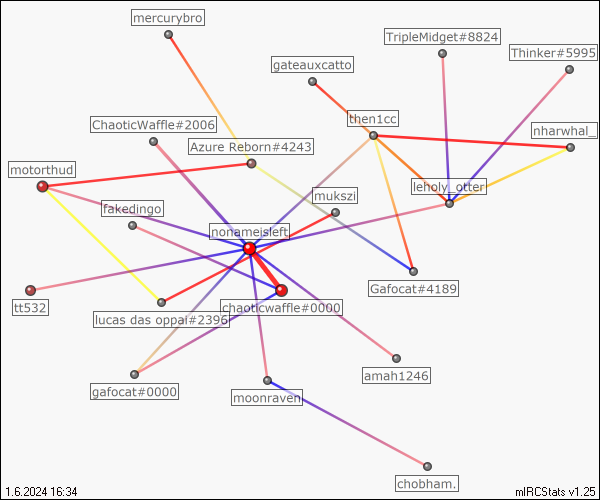 mercurybro
TripleMidget#8824
Thinker#5995
gateauxcatto
then1cc
ChaoticWaffle#2006
nharwhal_
Azure Reborn#4243
motorthud
leholy_otter
mukszi
fakedingo
nonameisleft
Gafocat#4189
tt532
chaoticwaffle#0000
lucas das oppai#2396
amah1246
gafocat#0000
moonraven
chobham.
1.6.2024 16:34
mIRCStats v1.25